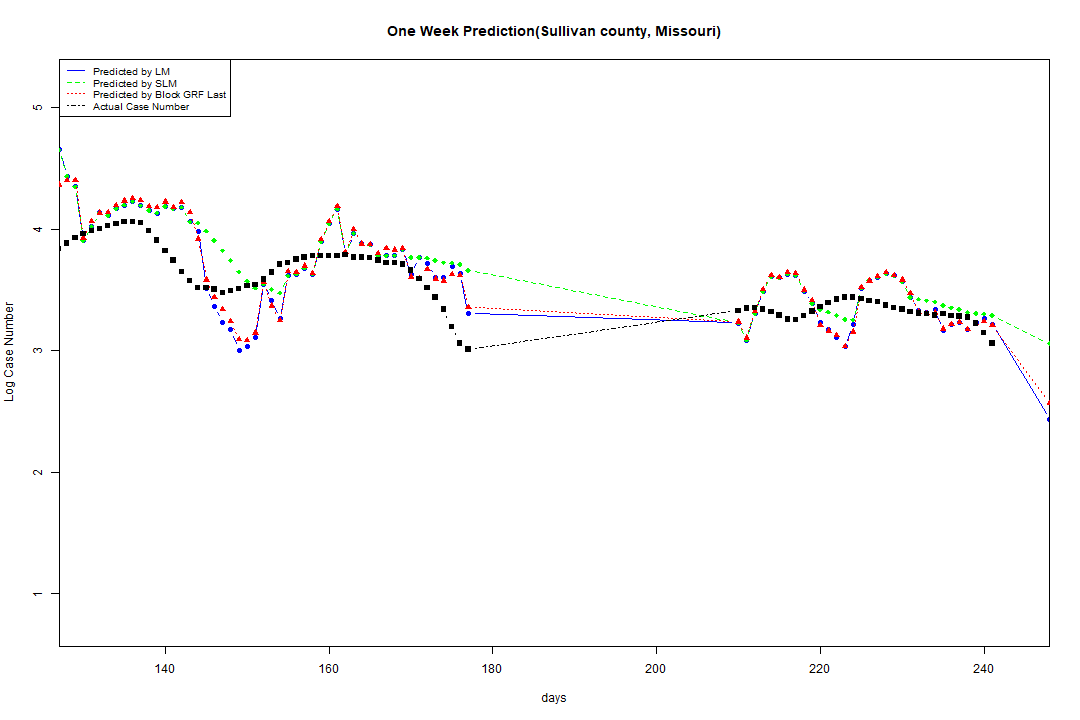 One Week Prediction(Sullivan county, Missouri)
Predicted by LM
Predicted by SLM
Predicted by Block GRF Last
Actual Case Number
5
4
3
2
1
Log Case Number
140 160 180 200 220 240
days